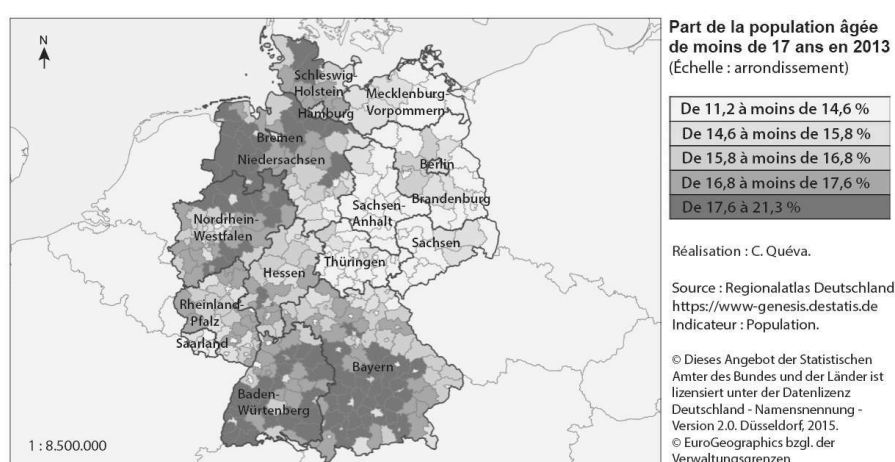 Part de la population âgée
de moins de 17 ans en 2013
(Échelle : arrondissement)
De 11,2 à moins de 14,6 %
De 14,6 à moins de 15,8 %
De 15,8 à moins de 16,8 %
De 16,8 à moins de 17,6 %
De 17,6 à 21,3 %
Réalisation : C. Quéva.
Source : Regionalatlas Deutschland
https://www-genesis.destatis.de
Indicateur : Population.
© Dieses Angebot der Statistischen
Amter des Bundes und der Länder ist
lizensiert unter der Datenlizenz
Deutschland - Namensnennung -
Version 2.0. Düsseldorf, 2015.
© EuroGeographics bzgl. der
Verwaltungsgrenzen
N
Schleswig-
Holstein
Mecklenburg-
Vorpommern
Hamburg
Bremen
Niedersachsen
Berlin
Brandenburg
Sachsen-
Anhalt
Nordrhein-
Westfalen
Sachsen
Thüringen
Hessen
Rheinland-
Pfalz
Saarland
Bayern
Baden-
Würtenberg
1 : 8.500.000